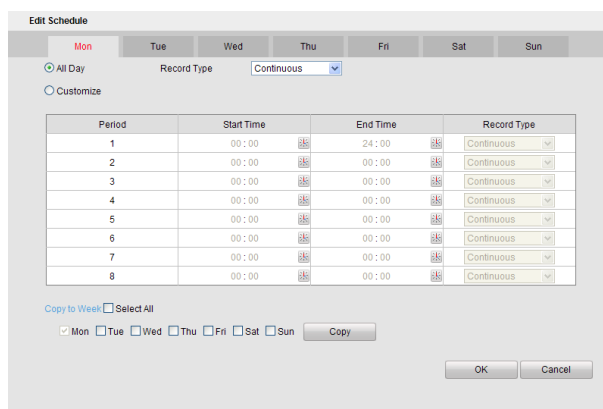 Edit Schedule
Mon Tue Wed Thu Fri Sat Sun
All Day Record Type Continuous
Customize
Period Start Time End Time Record Type
1 00:00 24:00 Continuous
2 00:00 00:00 Continuous
3 00:00 00:00 Continuous
4 00:00 00:00 Continuous
5 00:00 00:00 Continuous
6 00:00 00:00 Continuous
7 00:00 00:00 Continuous
8 00:00 00:00 Continuous
Copy to Week Select All
Mon Tue Wed Thu Fri Sat Sun Copy
OK Cancel